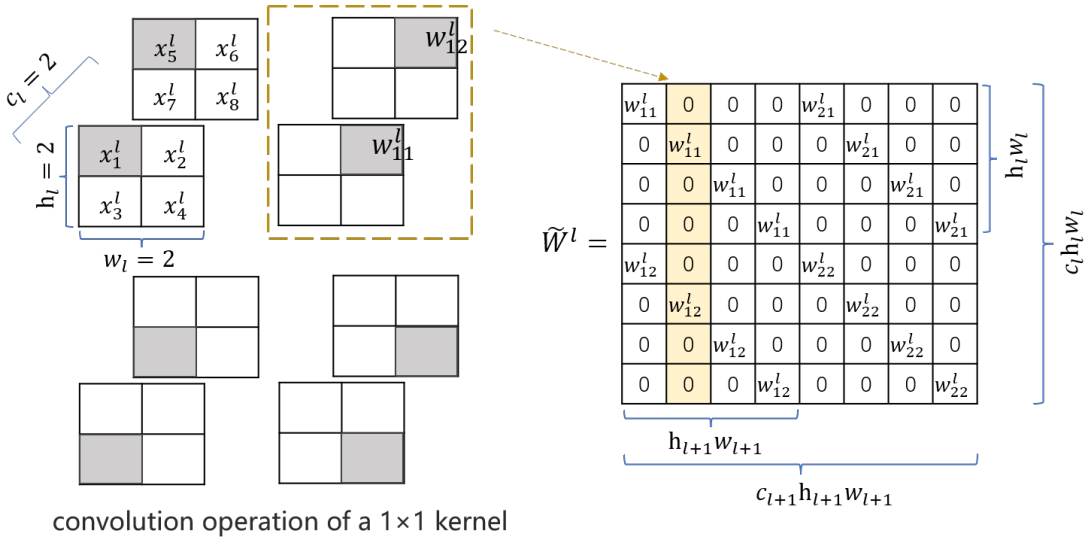 c_l = 2
x_5^l x_6^l
x_7^l x_8^l
w_12^l
h_l = 2
x_1^l x_2^l
x_3^l x_4^l
w_11^l
w_l = 2
convolution operation of a 1×1 kernel
W̃^l =
w_11^l 0 0 0 w_21^l 0 0 0
0 w_11^l 0 0 0 w_21^l 0 0
0 0 w_11^l 0 0 0 w_21^l 0
0 0 0 w_11^l 0 0 0 w_21^l
w_12^l 0 0 0 w_22^l 0 0 0
0 w_12^l 0 0 0 w_22^l 0 0
0 0 w_12^l 0 0 0 w_22^l 0
0 0 0 w_12^l 0 0 0 w_22^l
h_l w_l
c_l h_l w_l
h_{l+1} w_{l+1}
c_{l+1} h_{l+1} w_{l+1}